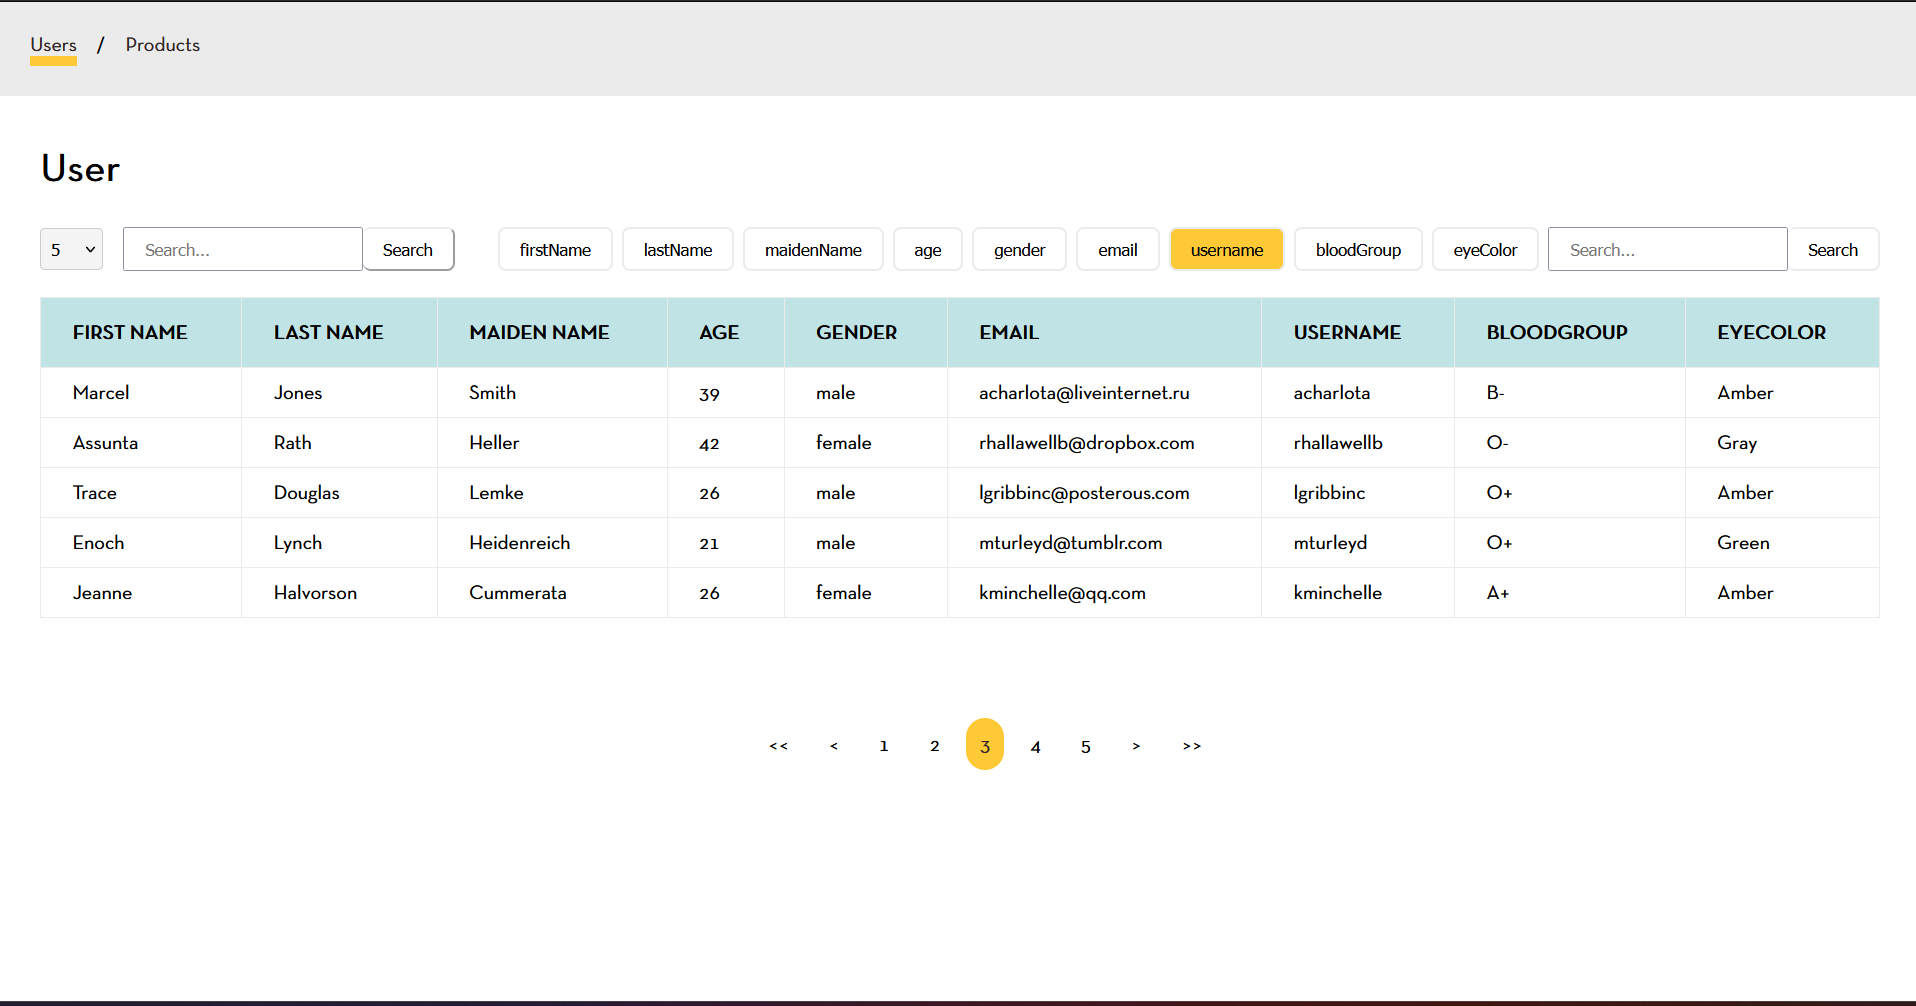 Users / Products
User
5 Search... Search firstName lastName maidenName age gender email username bloodGroup eyeColor Search... Search
FIRST NAME LAST NAME MAIDEN NAME AGE GENDER EMAIL USERNAME BLOODGROUP EYECOLOR
Marcel Jones Smith 39 male acharlota@liveinternet.ru acharlota B- Amber
Assunta Rath Heller 42 female rhallawellb@dropbox.com rhallawellb O- Gray
Trace Douglas Lemke 26 male lgribbinc@posterous.com lgribbinc O+ Amber
Enoch Lynch Heidenreich 21 male mturleyd@tumblr.com mturleyd O+ Green
Jeanne Halvorson Cummerata 26 female kminchelle@qq.com kminchelle A+ Amber
<< < 1 2 3 4 5 > >>